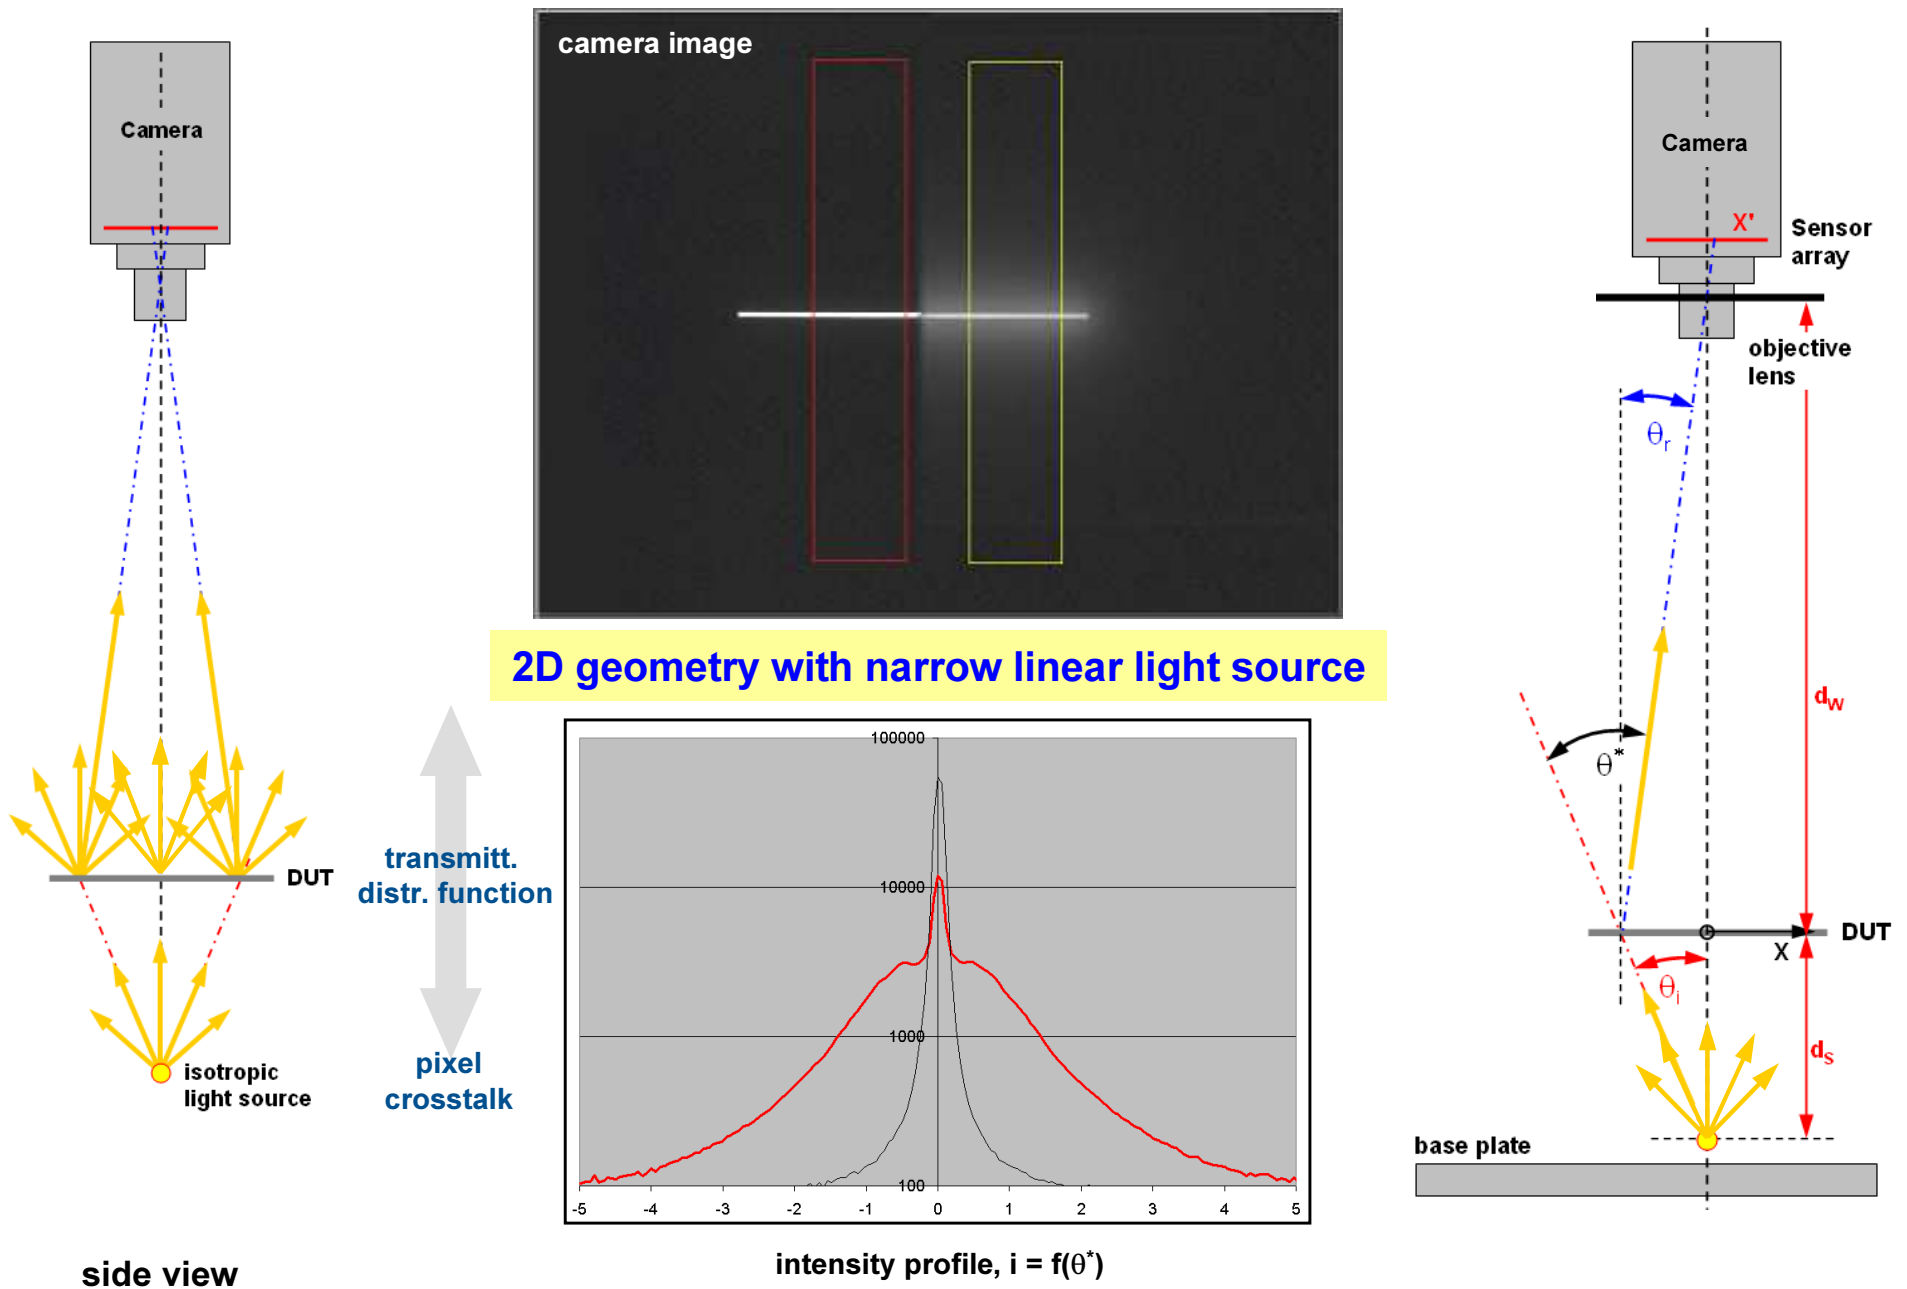 camera image
Camera
DUT
isotropic
light source
side view
2D geometry with narrow linear light source
transmitt.
distr. function
pixel
crosstalk
100000
10000
1000
100
-5 -4 -3 -2 -1 0 1 2 3 4 5
intensity profile, i = f(θ*)
Camera
X'
Sensor
array
objective
lens
θr
dW
θ*
DUT
X
θi
dS
base plate